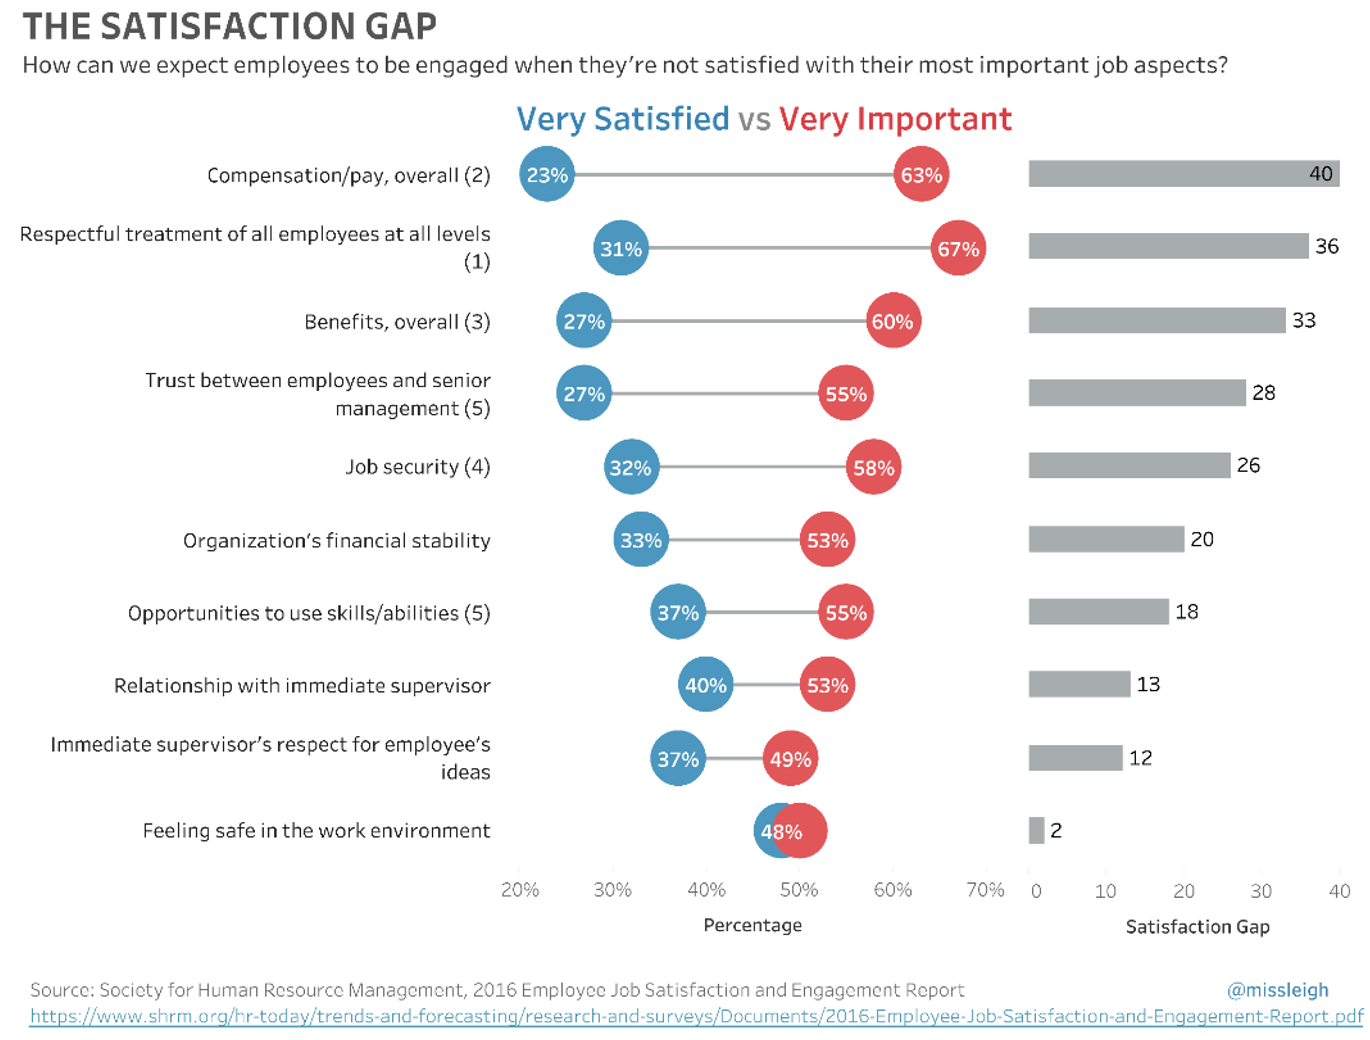 THE SATISFACTION GAP
How can we expect employees to be engaged when they're not satisfied with their most important job aspects?
Very Satisfied vs Very Important
Compensation/pay, overall (2) 23% 63% 40
Respectful treatment of all employees at all levels
(1) 31% 67% 36
Benefits, overall (3) 27% 60% 33
Trust between employees and senior
management (5) 27% 55% 28
Job security (4) 32% 58% 26
Organization's financial stability 33% 53% 20
Opportunities to use skills/abilities (5) 37% 55% 18
Relationship with immediate supervisor 40% 53% 13
Immediate supervisor's respect for employee's
ideas 37% 49% 12
Feeling safe in the work environment 48% 2
20% 30% 40% 50% 60% 70% 0 10 20 30 40
Percentage Satisfaction Gap
Source: Society for Human Resource Management, 2016 Employee Job Satisfaction and Engagement Report @missleigh
https://www.shrm.org/hr-today/trends-and-forecasting/research-and-surveys/Documents/2016-Employee-Job-Satisfaction-and-Engagement-Report.pdf